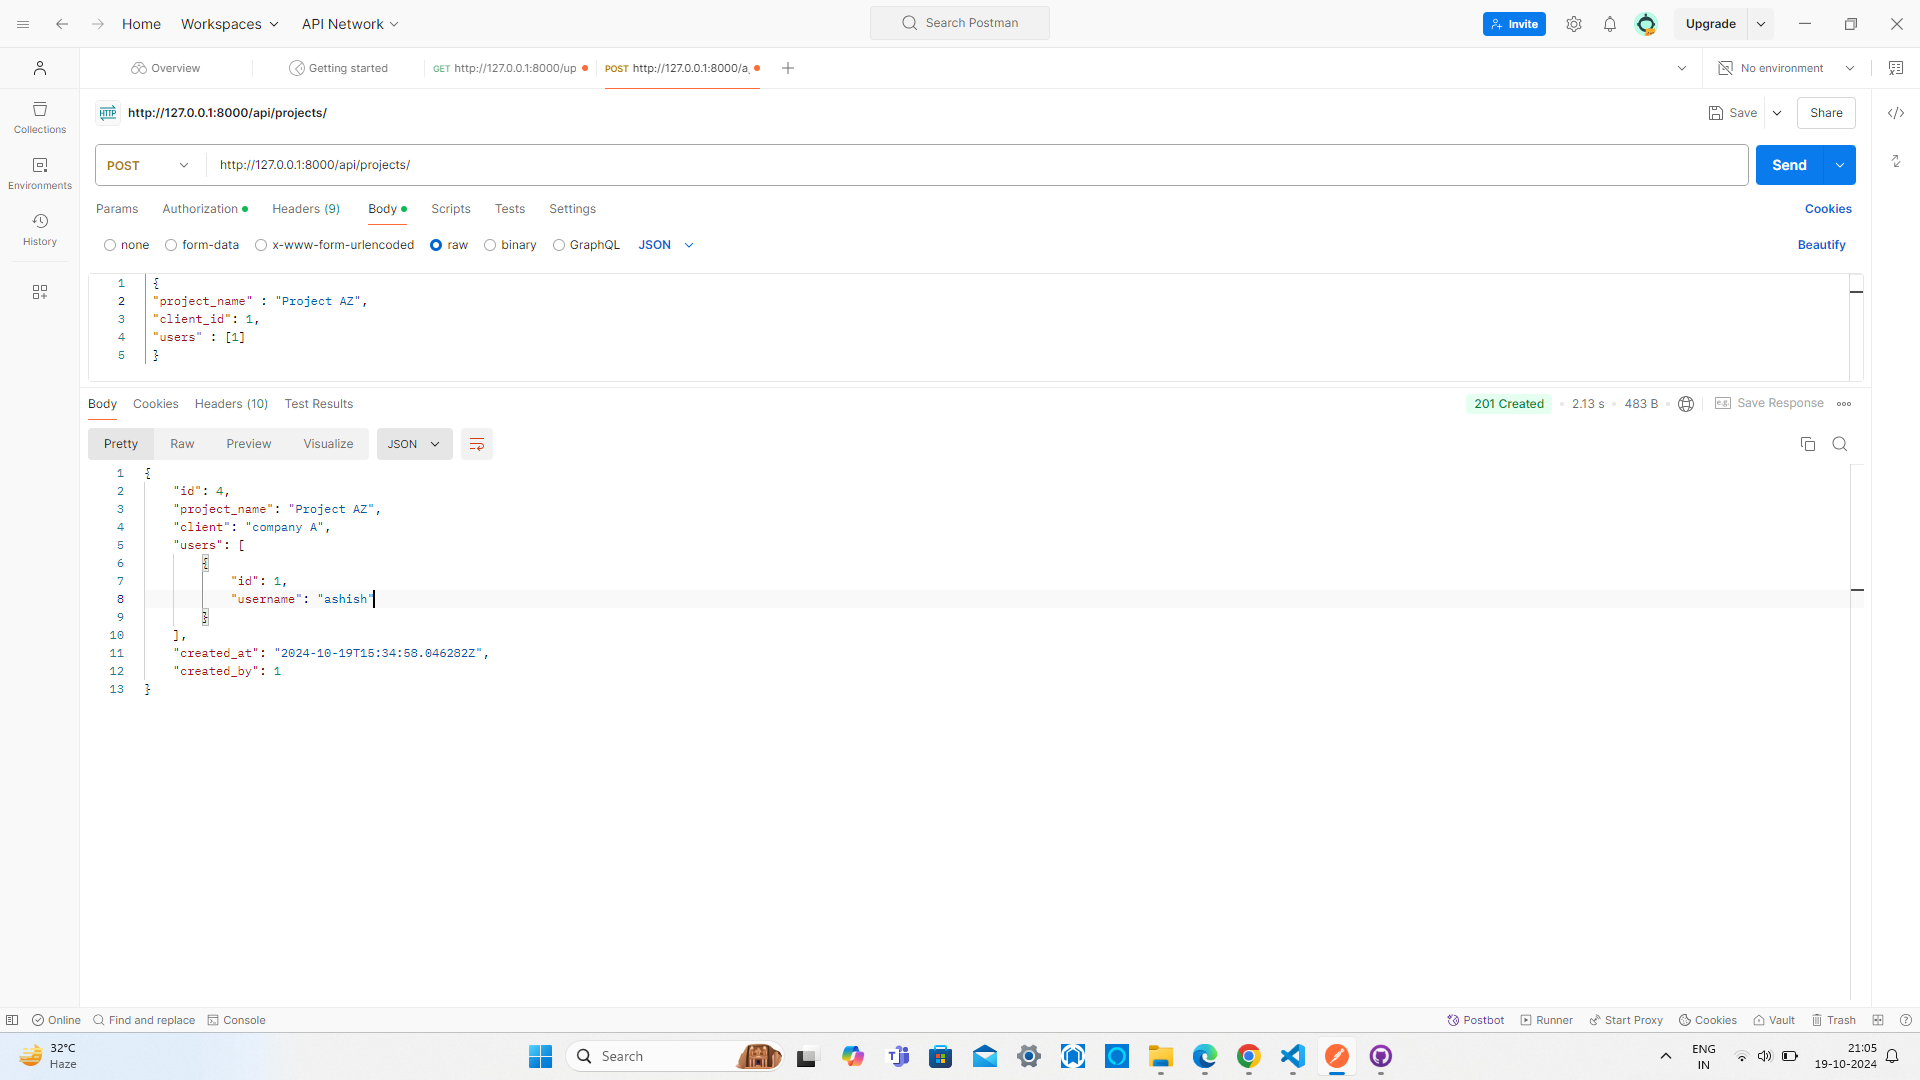 Home Workspaces API Network Search Postman Invite Upgrade
Overview Getting started GET http://127.0.0.1:8000/up POST http://127.0.0.1:8000/a No environment
HTTP http://127.0.0.1:8000/api/projects/ Save Share
POST http://127.0.0.1:8000/api/projects/ Send
Params Authorization Headers (9) Body Scripts Tests Settings Cookies
none form-data x-www-form-urlencoded raw binary GraphQL JSON Beautify
1 {
2 "project_name" : "Project AZ",
3 "client_id": 1,
4 "users" : [1]
5 }
Body Cookies Headers (10) Test Results 201 Created 2.13 s 483 B e.g. Save Response
Pretty Raw Preview Visualize JSON
1 {
2 "id": 4,
3 "project_name": "Project AZ",
4 "client": "company A",
5 "users": [
6 {
7 "id": 1,
8 "username": "ashish"
9 }
10 ],
11 "created_at": "2024-10-19T15:34:58.046282Z",
12 "created_by": 1
13 }
Collections
Environments
History
Online Find and replace Console Postbot Runner Start Proxy Cookies Vault Trash
32°C
Haze
Search
ENG
IN
21:05
19-10-2024